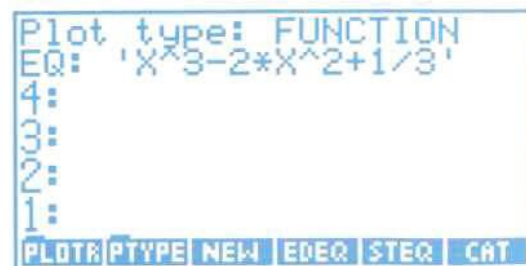 Plot type: FUNCTION
EQ: 'X^3-2*X^2+1/3'
4:
3:
2:
1:
PLOTR PTYPE NEW EDEQ STEQ CAT